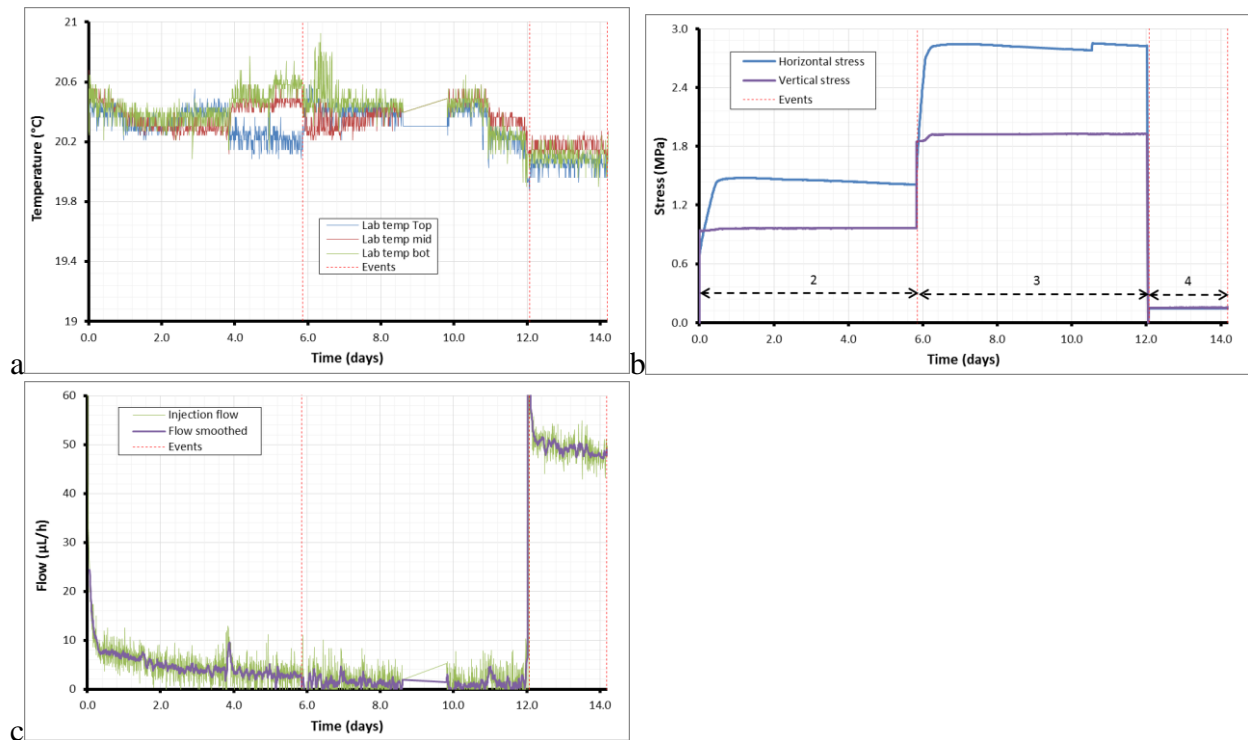 21
20.6
20.2
19.8
19.4
19
Temperature (°C)
Lab temp Top
Lab temp mid
Lab temp bot
Events
0.0 2.0 4.0 6.0 8.0 10.0 12.0 14.0
Time (days)
a
3.0
2.4
1.8
1.2
0.6
0.0
Stress (MPa)
Horizontal stress
Vertical stress
Events
2 3 4
0.0 2.0 4.0 6.0 8.0 10.0 12.0 14.0
Time (days)
b
60
50
40
30
20
10
0
Flow (µL/h)
Injection flow
Flow smoothed
Events
0.0 2.0 4.0 6.0 8.0 10.0 12.0 14.0
Time (days)
c